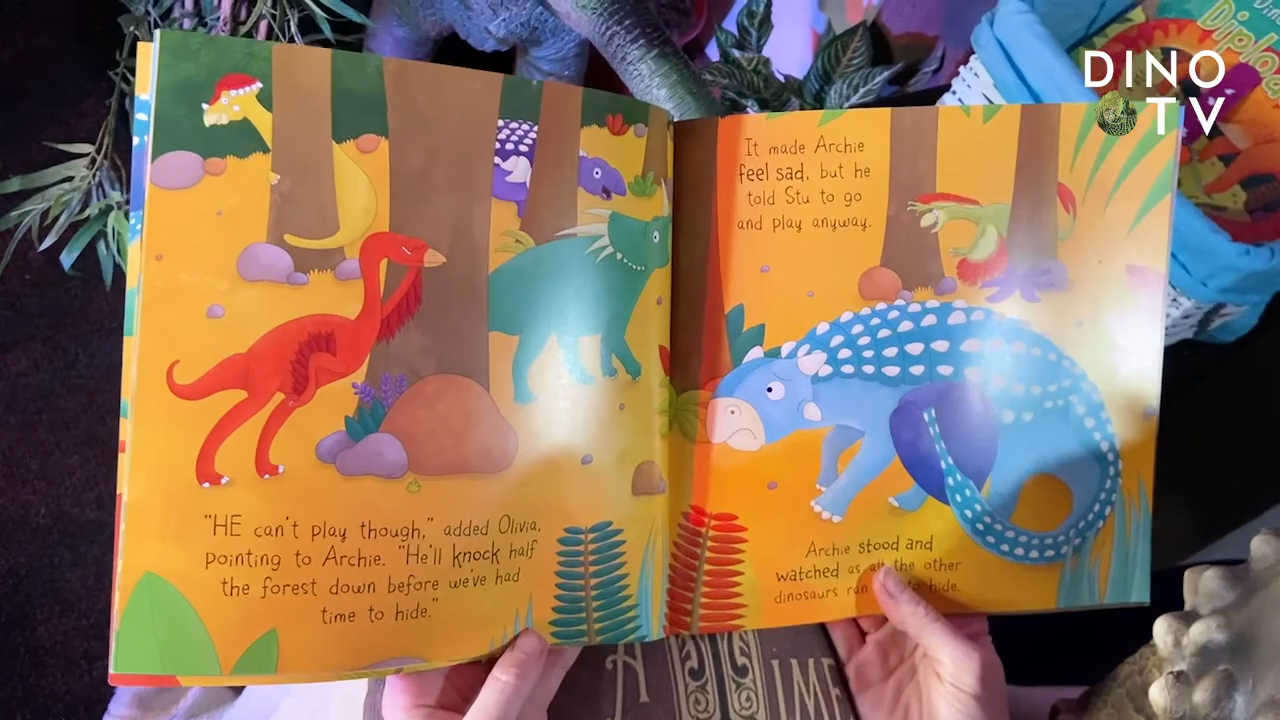 DINO
TV
Diplo
"HE can't play though," added Olivia,
pointing to Archie. "He'll knock half
the forest down before we've had
time to hide."
It made Archie
feel sad, but he
told Stu to go
and play anyway.
Archie stood and
watched as all the other
dinosaurs ran to hide.
A TIME